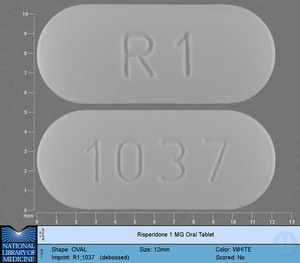 R1
1037
mm
Risperidone 1 MG Oral Tablet
NATIONAL
LIBRARY OF
MEDICINE
Shape: OVAL Size: 12mm Color: WHITE
Imprint: R1;1037 (debossed) Scored: No